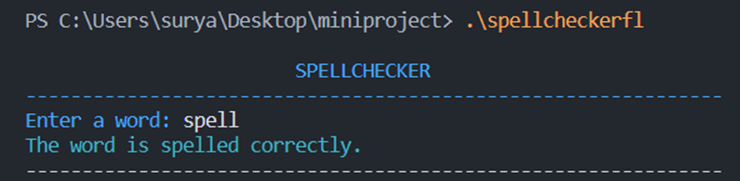 PS C:\Users\surya\Desktop\miniproject> .\spellcheckerfl
SPELLCHECKER
--------------------------------------------------------------
Enter a word: spell
The word is spelled correctly.
--------------------------------------------------------------